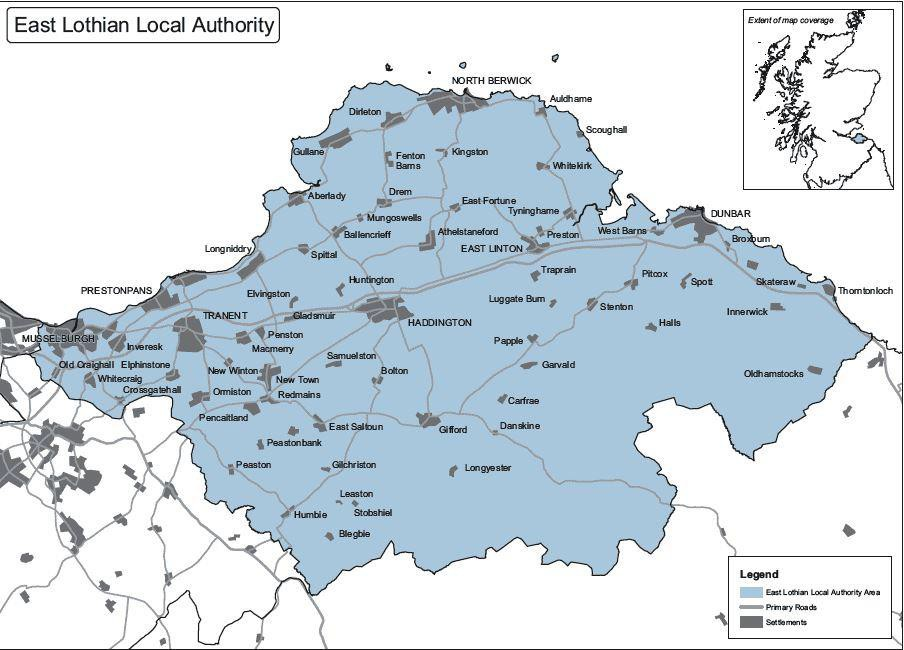 East Lothian Local Authority
Extent of map coverage
NORTH BERWICK
Auldhame
Dirleton
Scoughall
Gullane
Fenton
Barns
Kingston
Whitekirk
Drem
Aberlady
East Fortune
Tyninghame
Mungoswells
DUNBAR
Ballencrieff
Athelstaneford
Preston
West Barns
Broxburn
Longniddry
EAST LINTON
Spittal
Traprain
Pitcox
Spott
Skateraw
Huntington
PRESTONPANS
Elvingston
Thorntonloch
Luggate Burn
Stenton
Innerwick
TRANENT
Gladsmuir
HADDINGTON
Halls
MUSSELBURGH
Penston
Inveresk
Macmerry
Papple
Samuelston
Old Craighall
Elphinstone
New Winton
Bolton
Garvald
Oldhamstocks
Whitecraig
New Town
Crossgatehall
Ormiston
Redmains
Carfrae
Pencaitland
East Saltoun
Gifford
Danskine
Peastonbank
Peaston
Gilchriston
Longyester
Leaston
Humbie
Stobshiel
Blegbie
Legend
East Lothian Local Authority Area
Primary Roads
Settlements